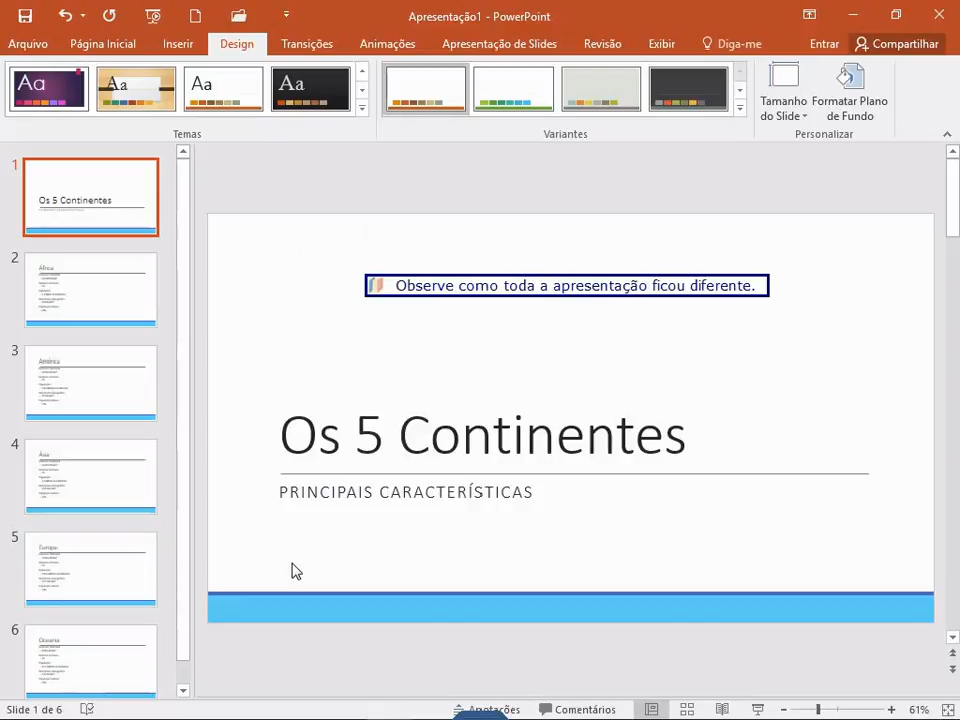 Apresentação1 - PowerPoint
Arquivo Página Inicial Inserir Design Transições Animações Apresentação de Slides Revisão Exibir Diga-me Entrar Compartilhar
Aa Aa Aa Aa
Tamanho do Slide
Formatar Plano de Fundo
Temas Variantes Personalizar
1
Os 5 Continentes
2
África
3
América
4
Ásia
5
Europa
6
Oceania
Observe como toda a apresentação ficou diferente.
Os 5 Continentes
PRINCIPAIS CARACTERÍSTICAS
Slide 1 de 6 Anotações Comentários 61%